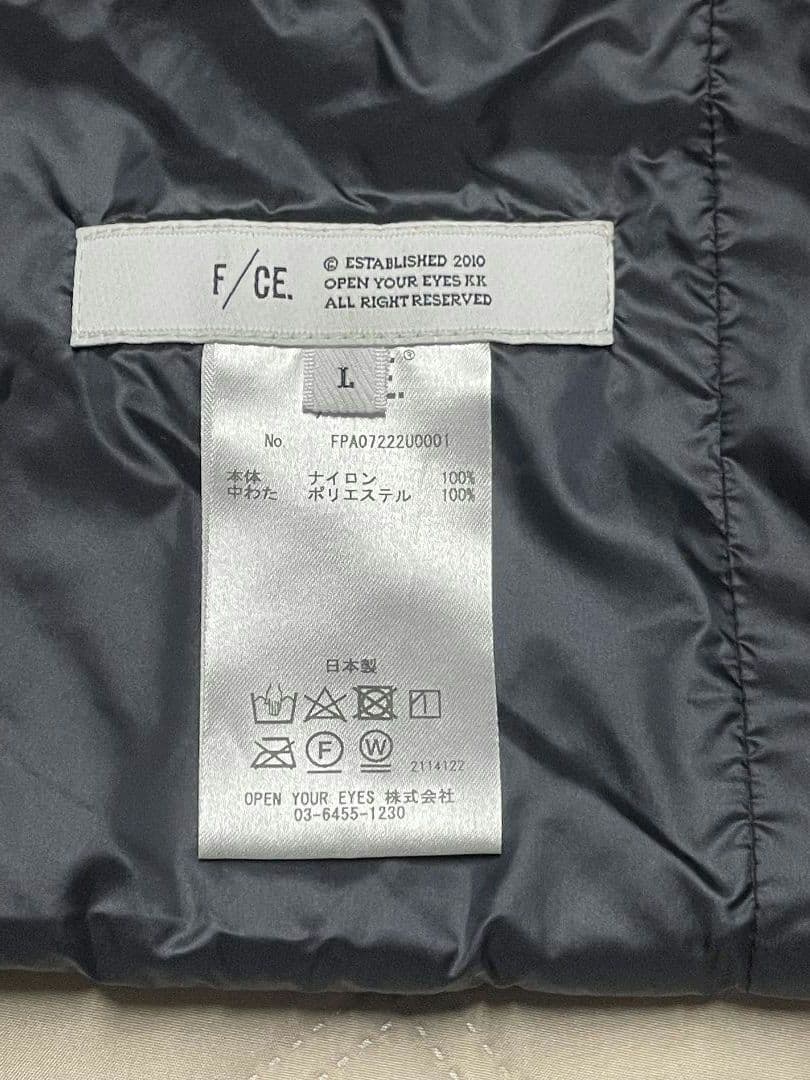 F/CE.
© ESTABLISHED 2010
OPEN YOUR EYES KK
ALL RIGHT RESERVED
L
®
No FPA07222U0001
本体 ナイロン 100%
中わた ポリエステル 100%
日本製
F W 2114122
OPEN YOUR EYES 株式会社
03-6455-1230